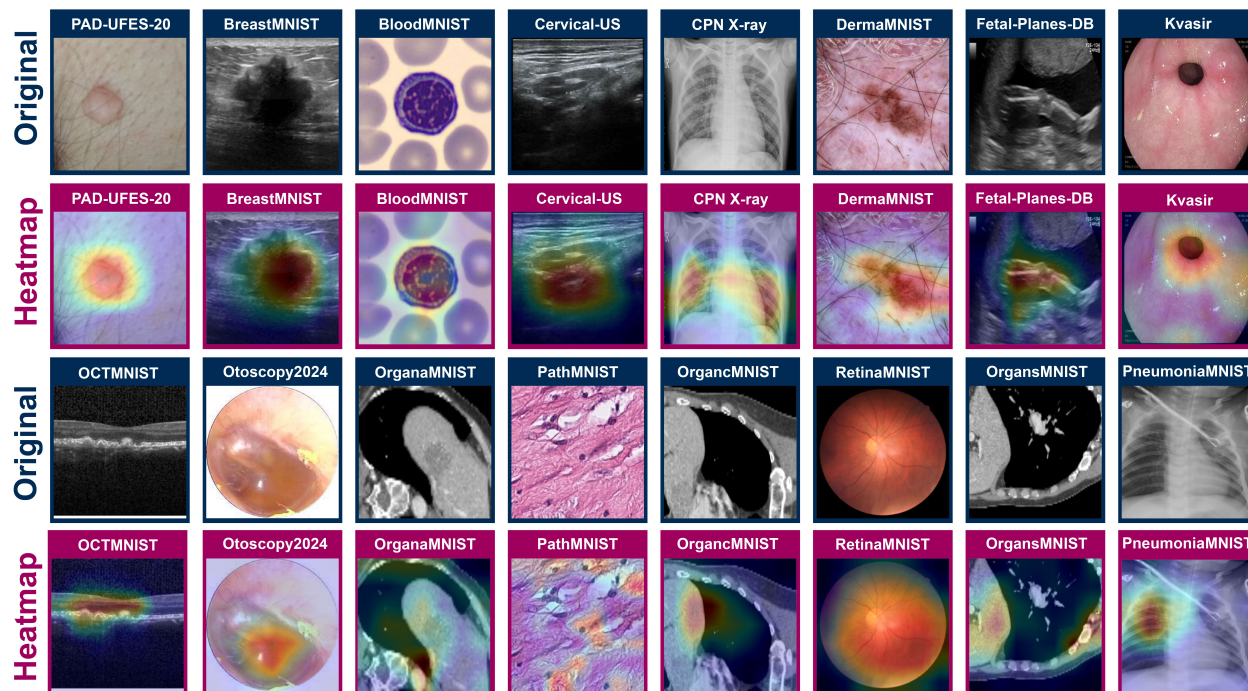 Original
PAD-UFES-20 BreastMNIST BloodMNIST Cervical-US CPN X-ray DermaMNIST Fetal-Planes-DB Kvasir
Heatmap
PAD-UFES-20 BreastMNIST BloodMNIST Cervical-US CPN X-ray DermaMNIST Fetal-Planes-DB Kvasir
Original
OCTMNIST Otoscopy2024 OrganaMNIST PathMNIST OrgancMNIST RetinaMNIST OrgansMNIST PneumoniaMNIST
Heatmap
OCTMNIST Otoscopy2024 OrganaMNIST PathMNIST OrgancMNIST RetinaMNIST OrgansMNIST PneumoniaMNIST